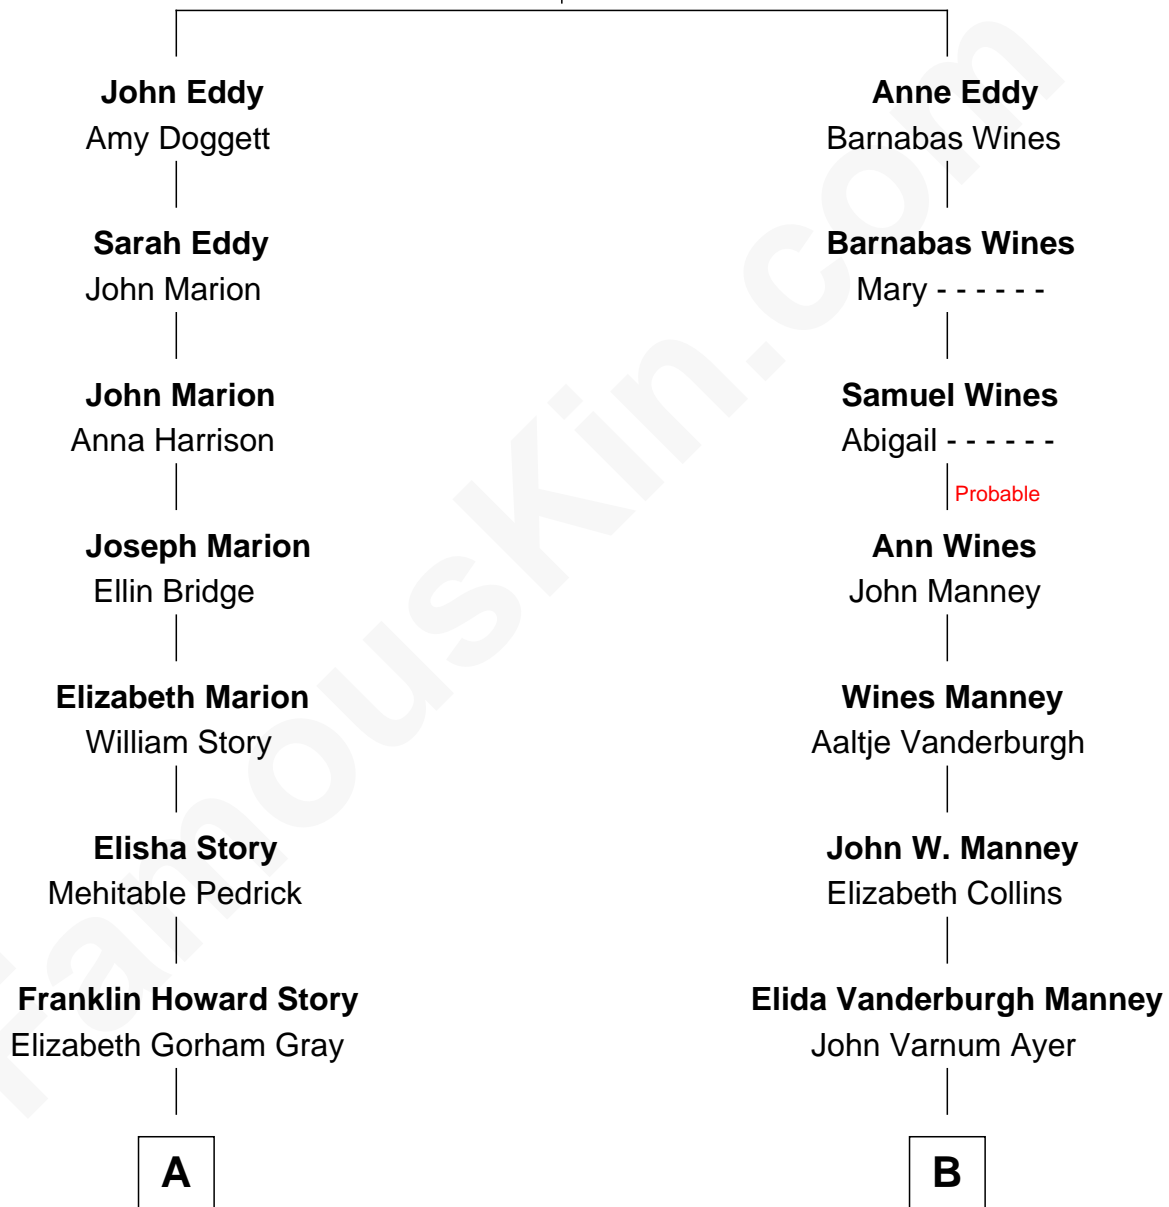 John Eddy
Amy Doggett
Sarah Eddy
John Marion
John Marion
Anna Harrison
Joseph Marion
Ellin Bridge
Elizabeth Marion
William Story
Elisha Story
Mehitable Pedrick
Franklin Howard Story
Elizabeth Gorham Gray
A
Anne Eddy
Barnabas Wines
Barnabas Wines
Mary - - - - - -
Samuel Wines
Abigail - - - - - -
Probable
Ann Wines
John Manney
Wines Manney
Aaltje Vanderburgh
John W. Manney
Elizabeth Collins
Elida Vanderburgh Manney
John Varnum Ayer
B
FamousKin.com